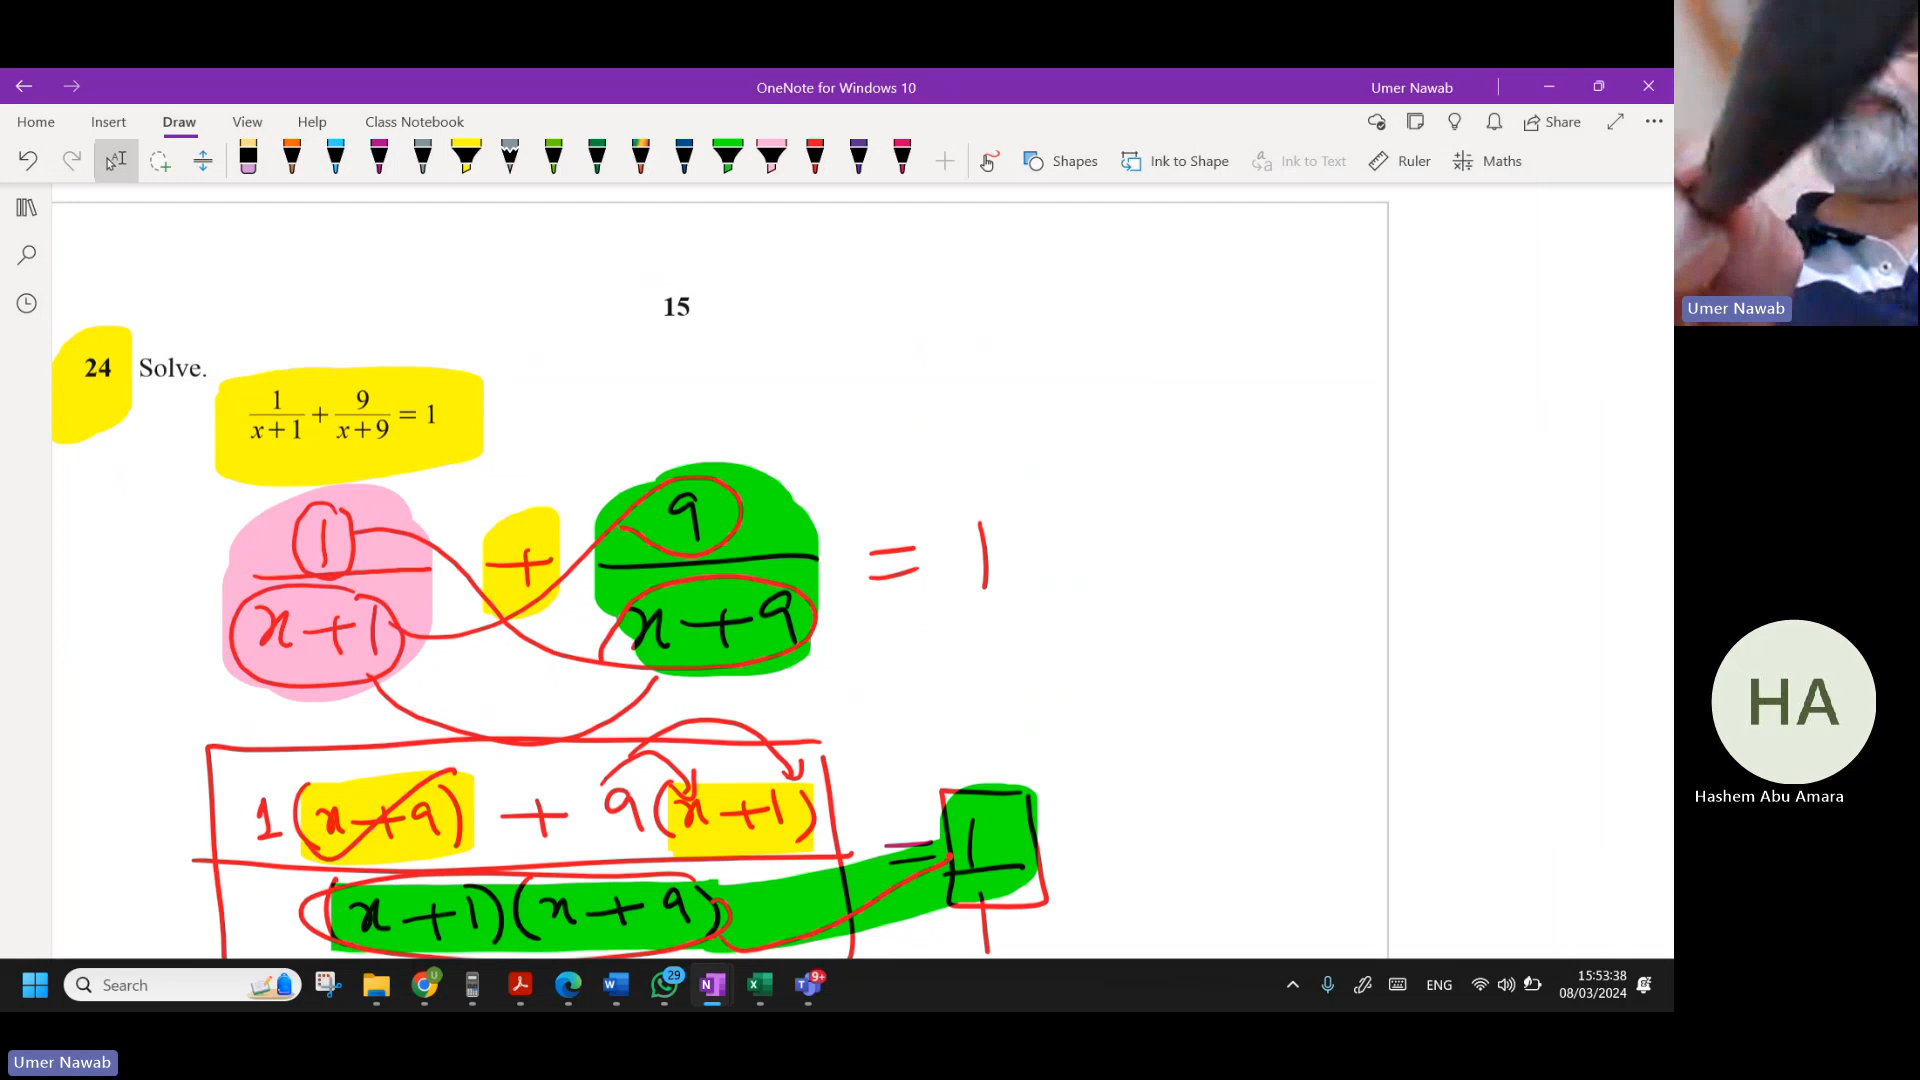 OneNote for Windows 10
Umer Nawab
Home Insert Draw View Help Class Notebook
Share
Shapes Ink to Shape Ink to Text Ruler Maths
15
24 Solve.
1/(x+1) + 9/(x+9) = 1
1/(x+1) + 9/(x+9) = 1
1(x+9) + 9(x+1)
= 1/1
(x+1)(x+9)
Umer Nawab
HA
Hashem Abu Amara
Search
U
29
9+
ENG
15:53:38
08/03/2024
Umer Nawab